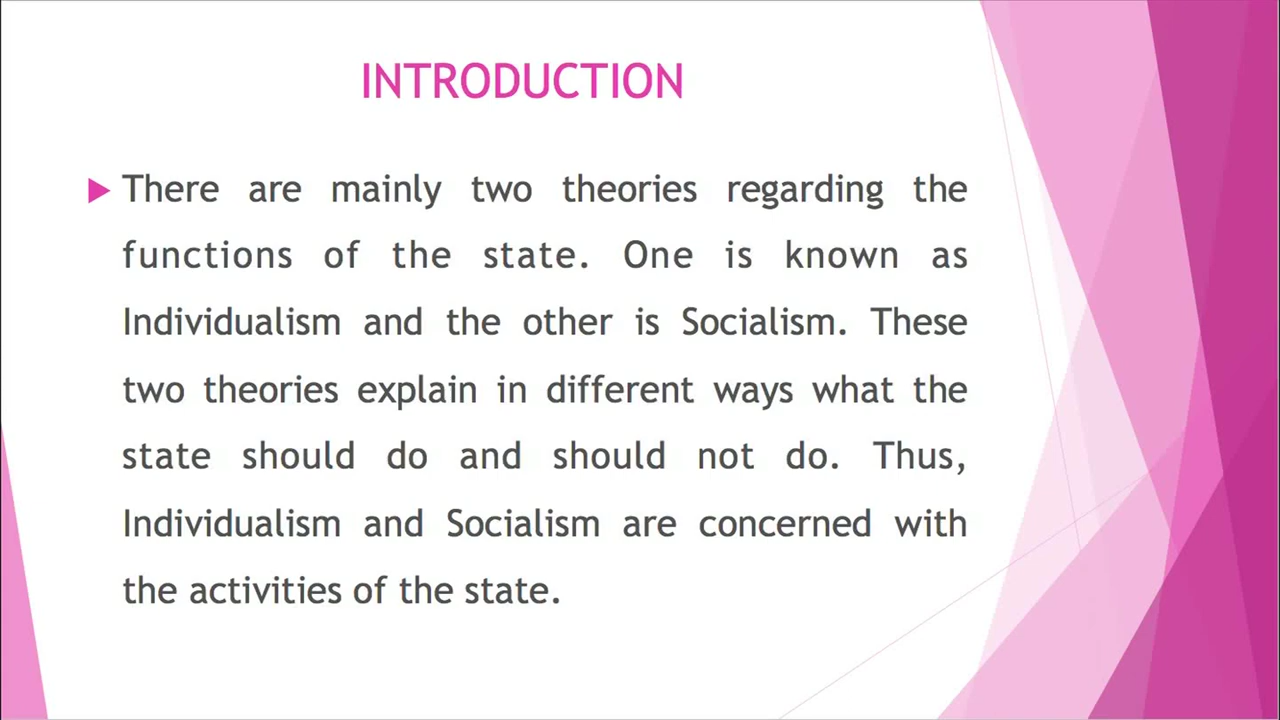 INTRODUCTION
There are mainly two theories regarding the
functions of the state. One is known as
Individualism and the other is Socialism. These
two theories explain in different ways what the
state should do and should not do. Thus,
Individualism and Socialism are concerned with
the activities of the state.